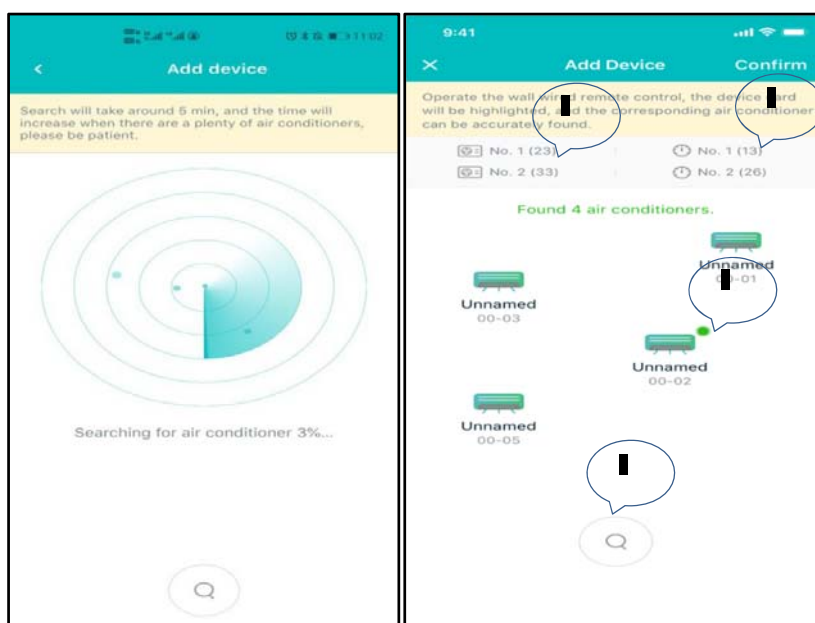 11:02
Add device
Search will take around 5 min, and the time will
increase when there are a plenty of air conditioners,
please be patient.
Searching for air conditioner 3%...
9:41
Add Device
Confirm
Operate the wall wired remote control, the device card
will be highlighted, and the corresponding air conditioner
can be accurately found.
No. 1 (23)
No. 1 (13)
No. 2 (33)
No. 2 (26)
Found 4 air conditioners.
Unnamed
00-01
Unnamed
00-03
Unnamed
00-02
Unnamed
00-05